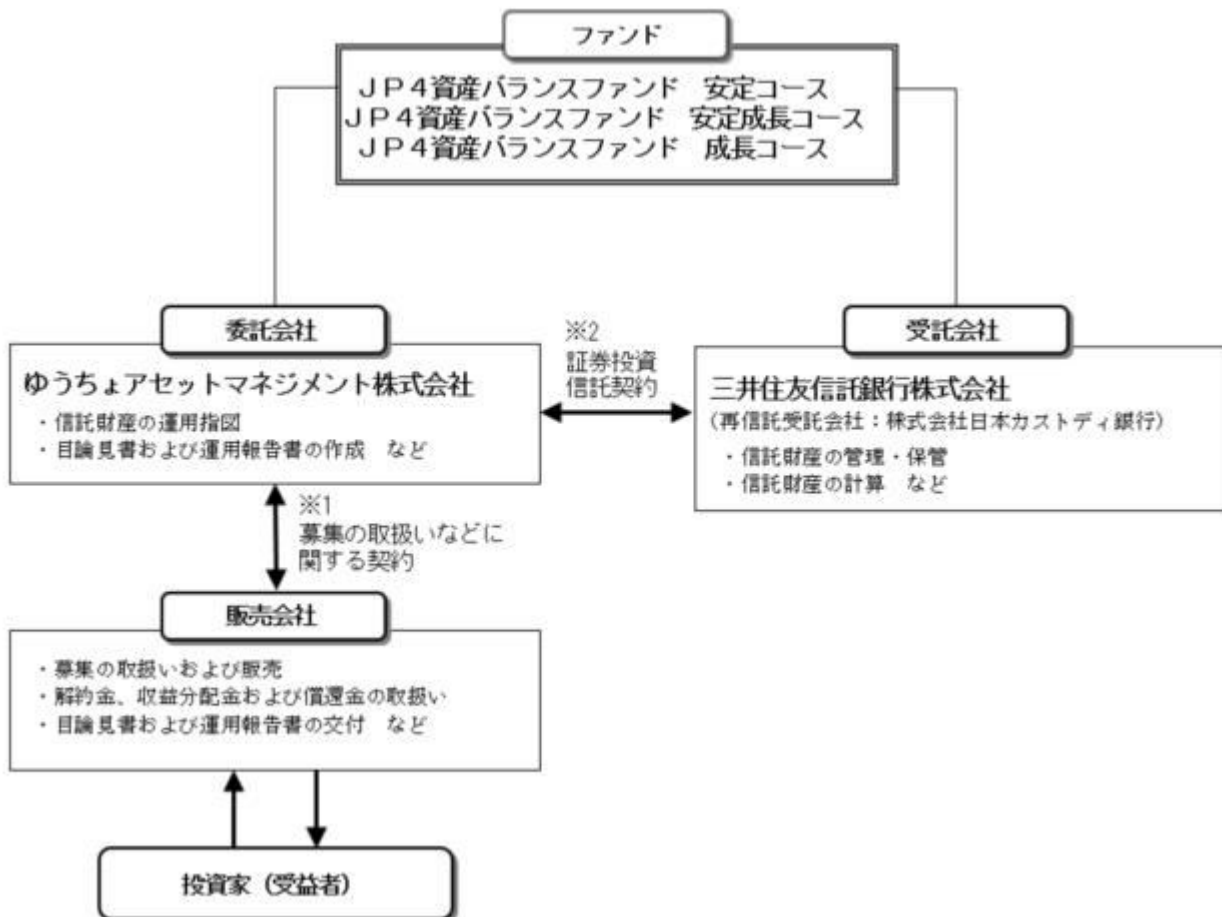 ファンド
ＪＰ４資産バランスファンド　安定コース
ＪＰ４資産バランスファンド　安定成長コース
ＪＰ４資産バランスファンド　成長コース
委託会社
ゆうちょアセットマネジメント株式会社
・信託財産の運用指図
・目論見書および運用報告書の作成　など
※2
証券投資
信託契約
受託会社
三井住友信託銀行株式会社
(再信託受託会社：株式会社日本カストディ銀行)
・信託財産の管理・保管
・信託財産の計算　など
※1
募集の取扱いなどに
関する契約
販売会社
・募集の取扱いおよび販売
・解約金、収益分配金および償還金の取扱い
・目論見書および運用報告書の交付　など
投資家（受益者）